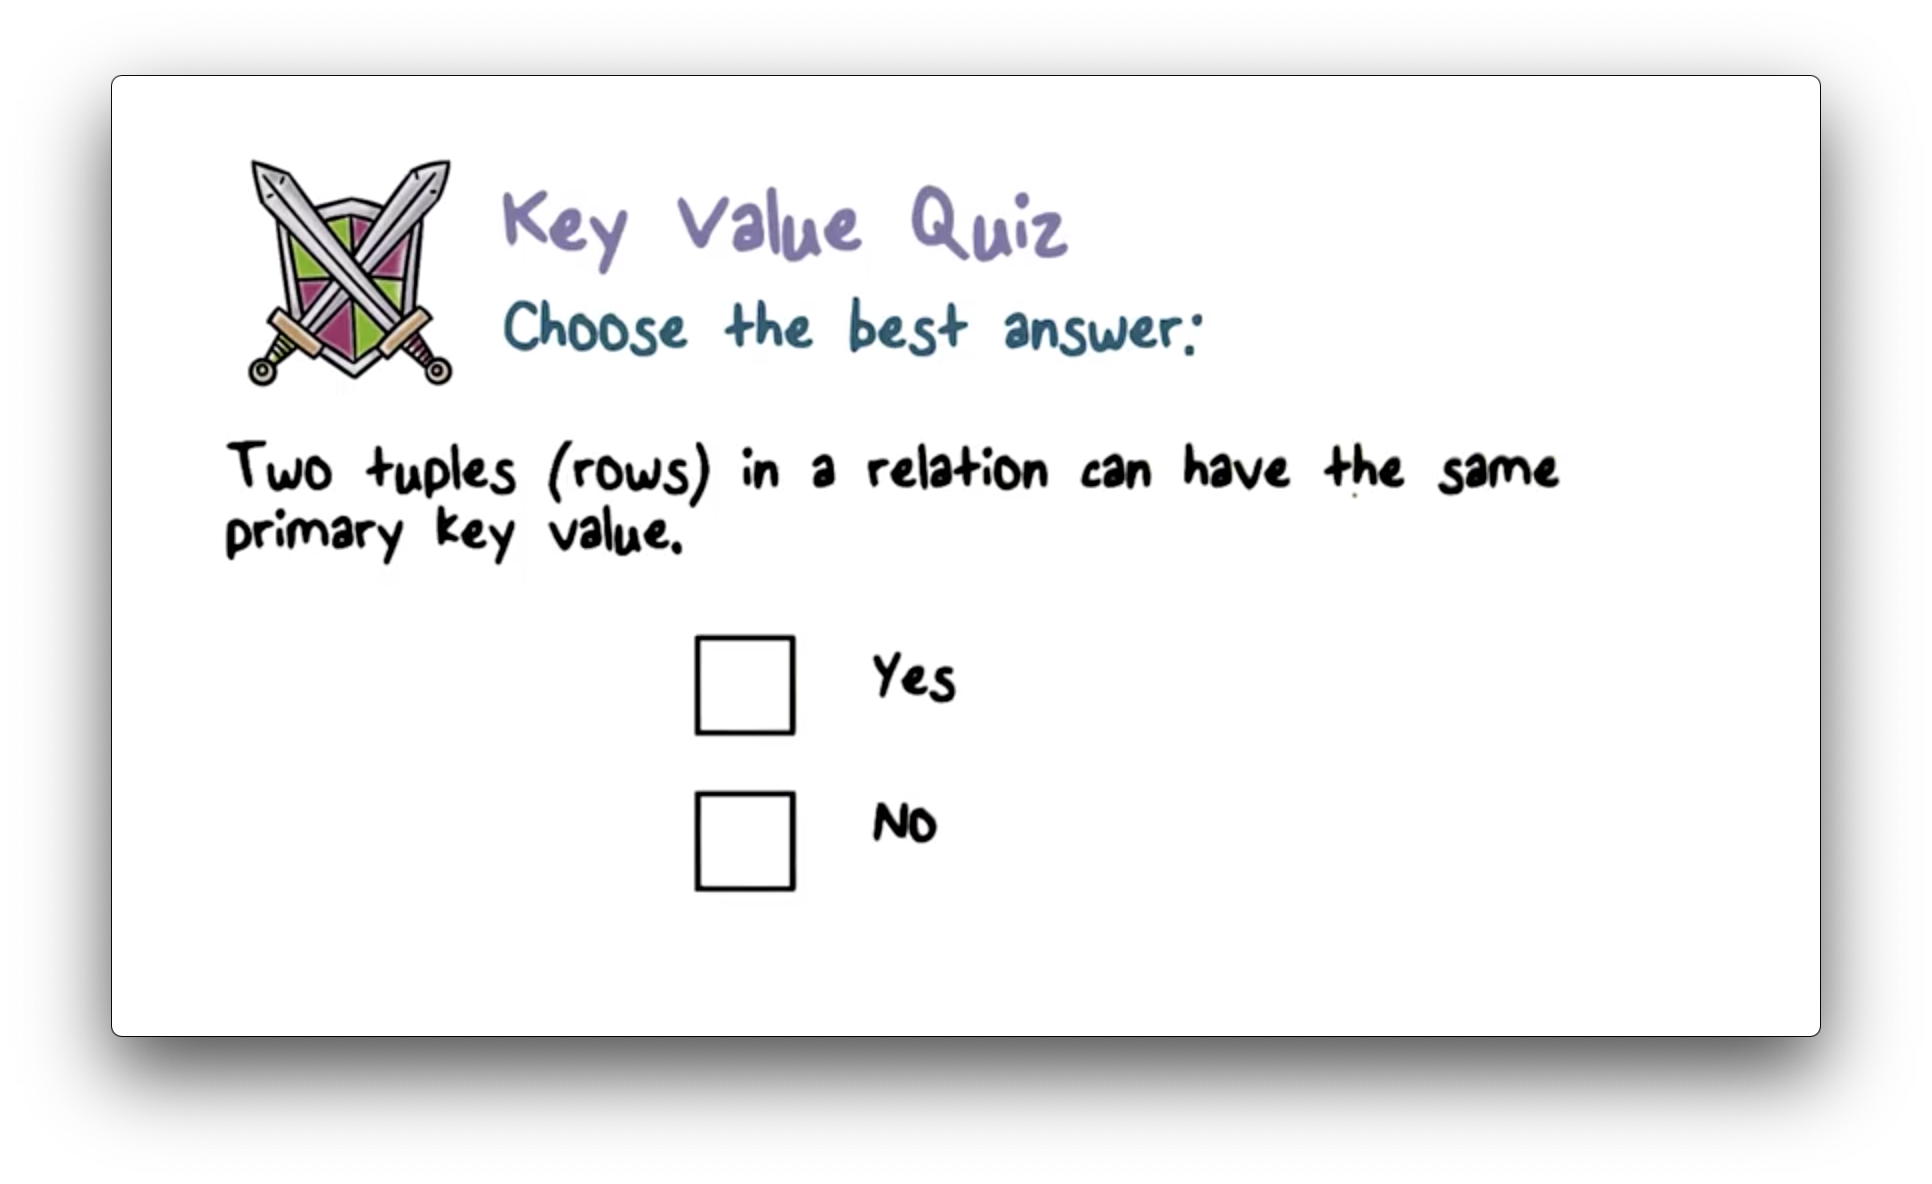 Key Value Quiz
Choose the best answer:
Two tuples (rows) in a relation can have the same
primary key value.
Yes
No